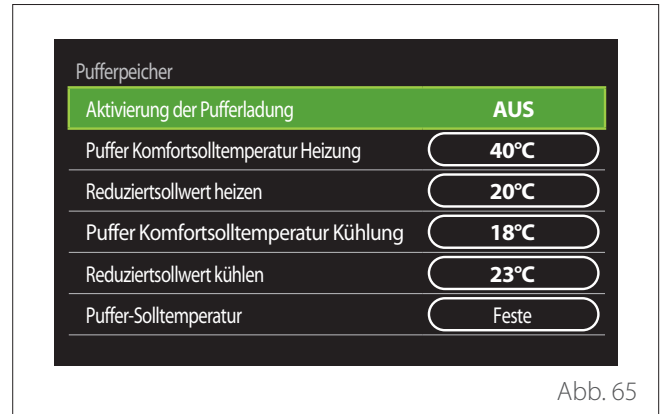 Pufferpeicher
Aktivierung der Pufferladung AUS
Puffer Komfortsolltemperatur Heizung 40°C
Reduziertsollwert heizen 20°C
Puffer Komfortsolltemperatur Kühlung 18°C
Reduziertsollwert kühlen 23°C
Puffer-Solltemperatur Feste
Abb. 65